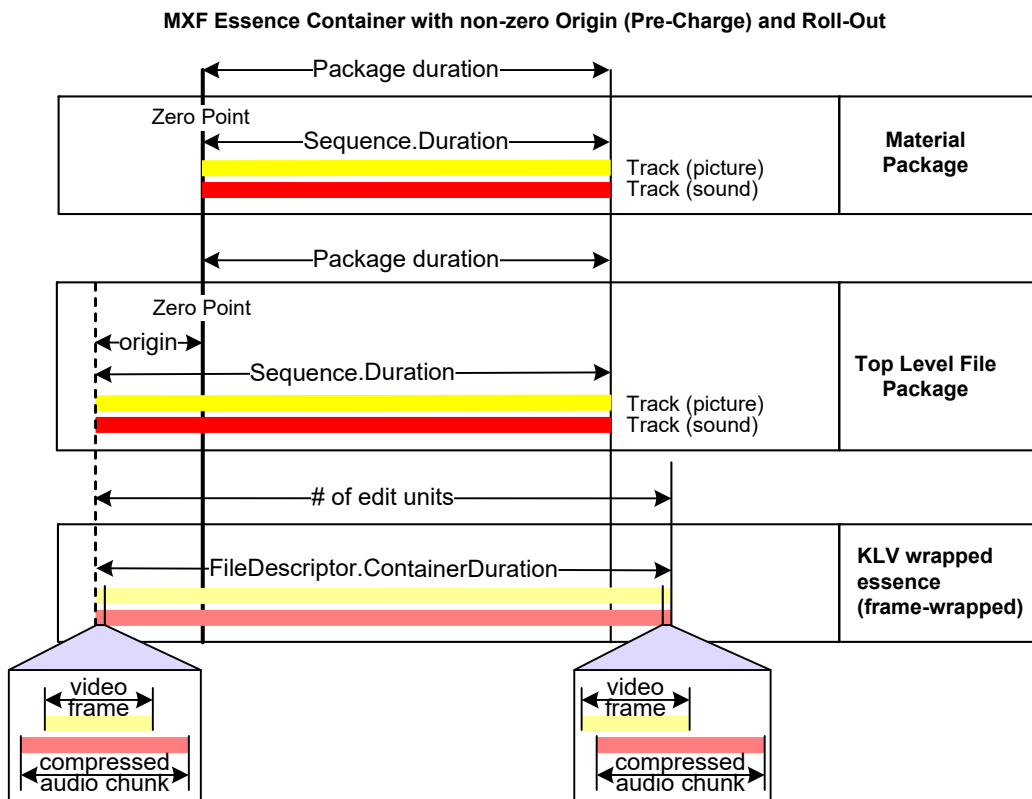 MXF Essence Container with non-zero Origin (Pre-Charge) and Roll-Out
Package duration
Zero Point
Sequence.Duration
Track (picture)
Track (sound)
Material
Package
Package duration
Zero Point
origin
Sequence.Duration
Track (picture)
Track (sound)
Top Level File
Package
# of edit units
FileDescriptor.ContainerDuration
KLV wrapped
essence
(frame-wrapped)
video
frame
compressed
audio chunk
video
frame
compressed
audio chunk